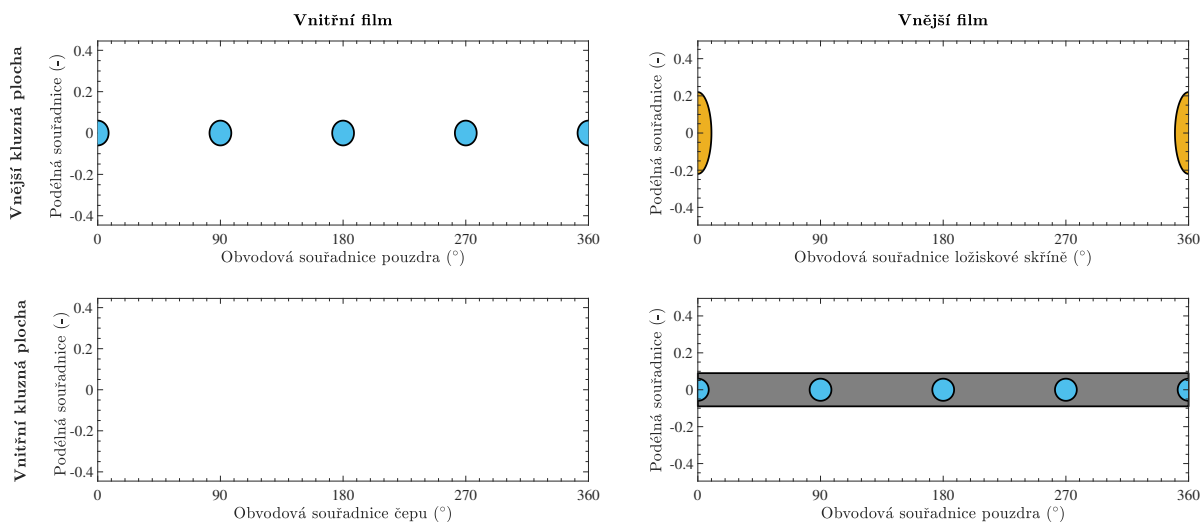 Vnitřní film
Vnější film
Vnější kluzná plocha
Podélná souřadnice (-)
0.4
0.2
0
-0.2
-0.4
0 90 180 270 360
Obvodová souřadnice pouzdra (°)
Podélná souřadnice (-)
0.4
0.2
0
-0.2
-0.4
0 90 180 270 360
Obvodová souřadnice ložiskové skříně (°)
Vnitřní kluzná plocha
Podélná souřadnice (-)
0.4
0.2
0
-0.2
-0.4
0 90 180 270 360
Obvodová souřadnice čepu (°)
Podélná souřadnice (-)
0.4
0.2
0
-0.2
-0.4
0 90 180 270 360
Obvodová souřadnice pouzdra (°)